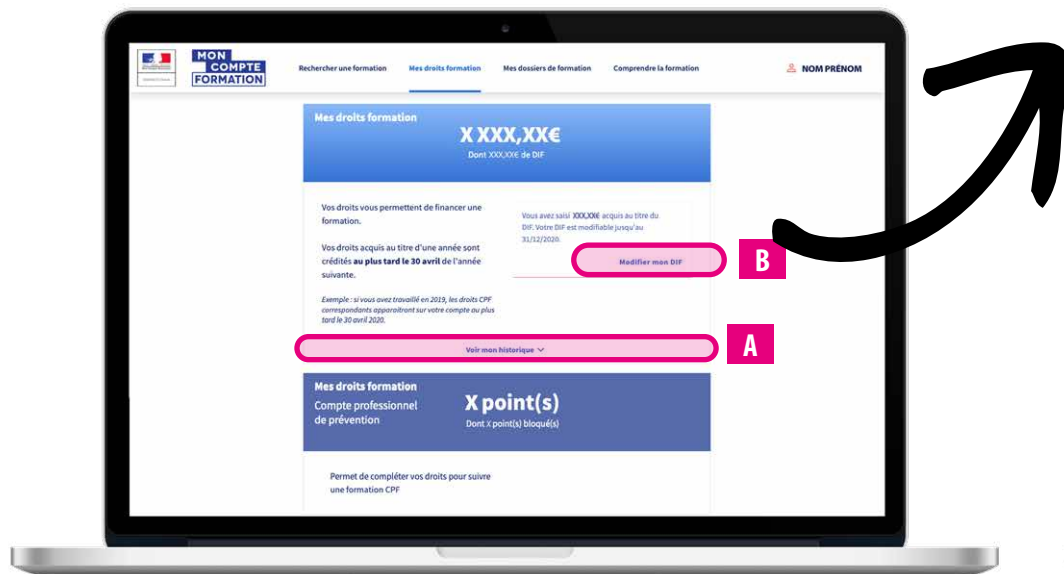 MON
COMPTE
FORMATION
Rechercher une formation
Mes droits formation
Mes dossiers de formation
Comprendre la formation
NOM PRÉNOM
Mes droits formation
X XXX,XX€
Dont XXX,XX€ de DIF
Vos droits vous permettent de financer une
formation.
Vos droits acquis au titre d'une année sont
crédités au plus tard le 30 avril de l'année
suivante.
Exemple : si vous avez travaillé en 2019, les droits CPF
correspondants apparaitront sur votre compte au plus
tard le 30 avril 2020.
Vous avez saisi XXX,XX€ acquis au titre du
DIF. Votre DIF est modifiable jusqu'au
31/12/2020.
Modifier mon DIF
B
Voir mon historique
A
Mes droits formation
Compte professionnel
de prévention
X point(s)
Dont X point(s) bloqué(s)
Permet de compléter vos droits pour suivre
une formation CPF